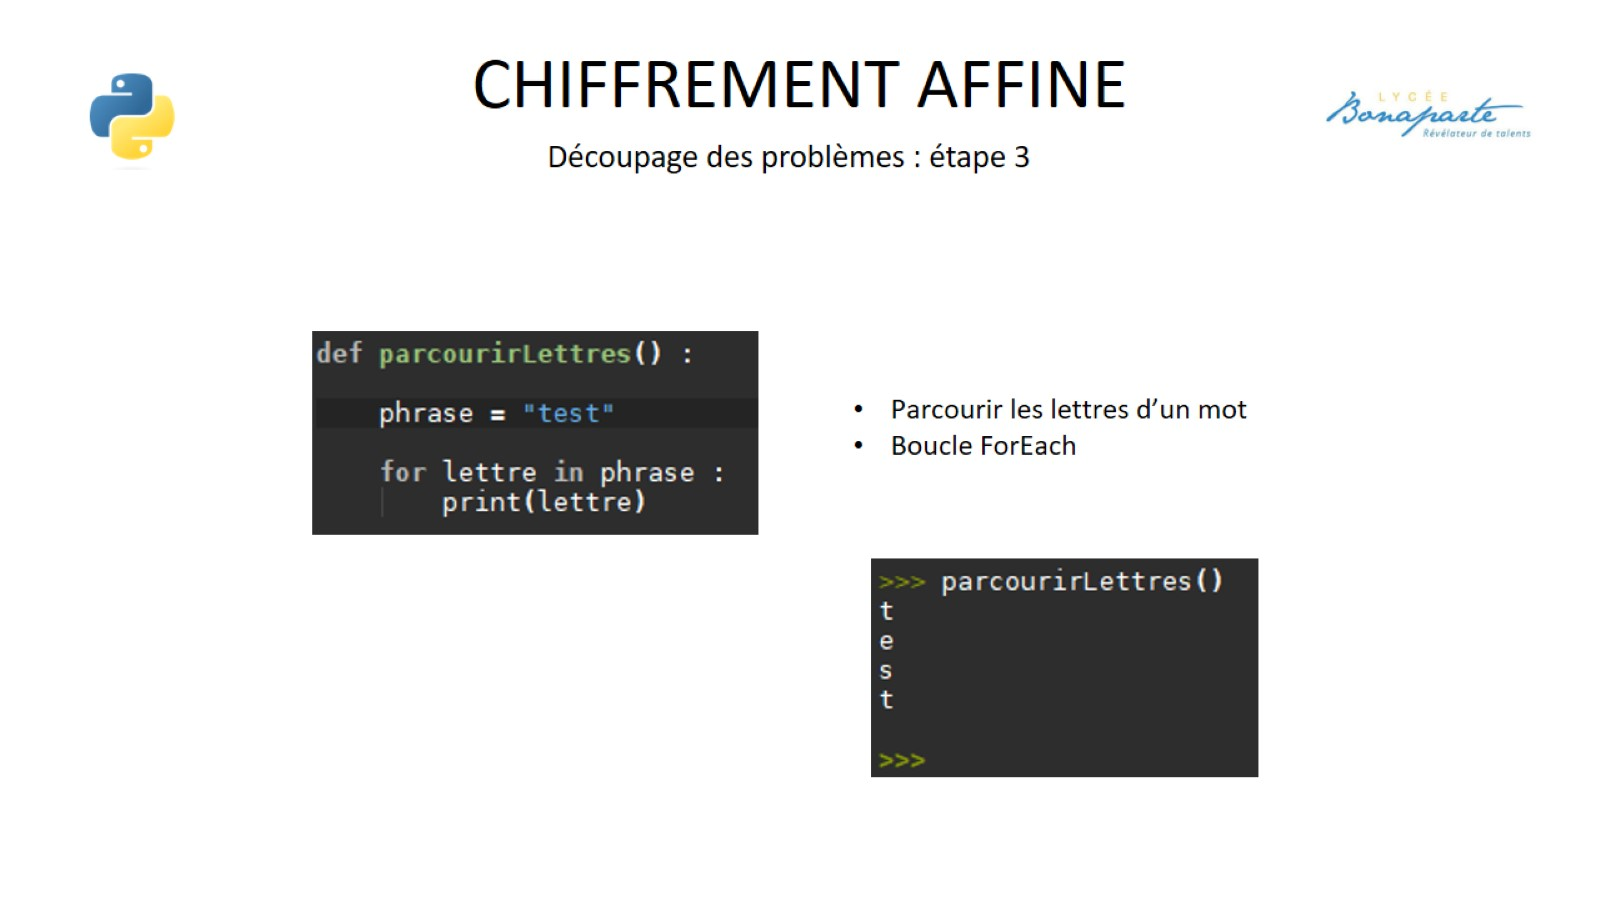 CHIFFREMENT AFFINE
LYCÉE
Bonaparte
Révélateur de talents
Découpage des problèmes : étape 3
def parcourirLettres() :
phrase = "test"
for lettre in phrase :
print(lettre)
• Parcourir les lettres d’un mot
• Boucle ForEach
>>> parcourirLettres()
t
e
s
t
>>>